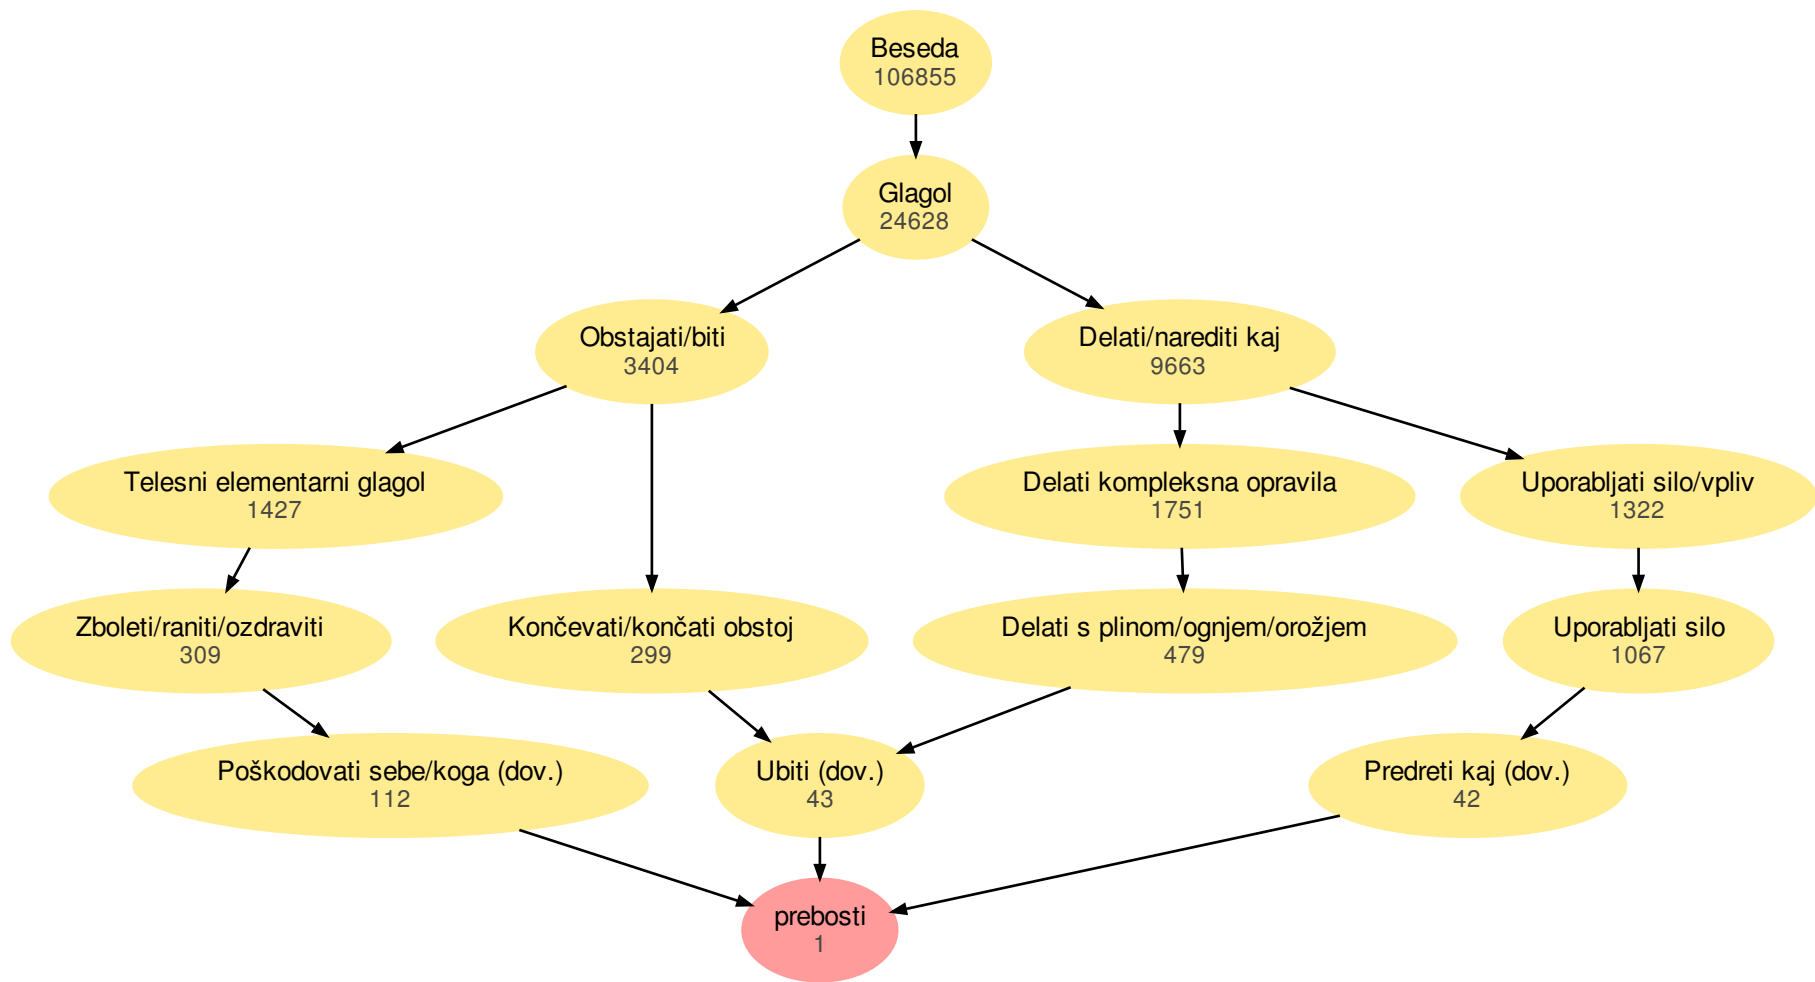 Beseda
106855
Glagol
24628
Obstajati/biti
3404
Delati/narediti kaj
9663
Telesni elementarni glagol
1427
Delati kompleksna opravila
1751
Uporabljati silo/vpliv
1322
Zboleti/raniti/ozdraviti
309
Končevati/končati obstoj
299
Delati s plinom/ognjem/orožjem
479
Uporabljati silo
1067
Poškodovati sebe/koga (dov.)
112
Ubiti (dov.)
43
Predreti kaj (dov.)
42
prebosti
1